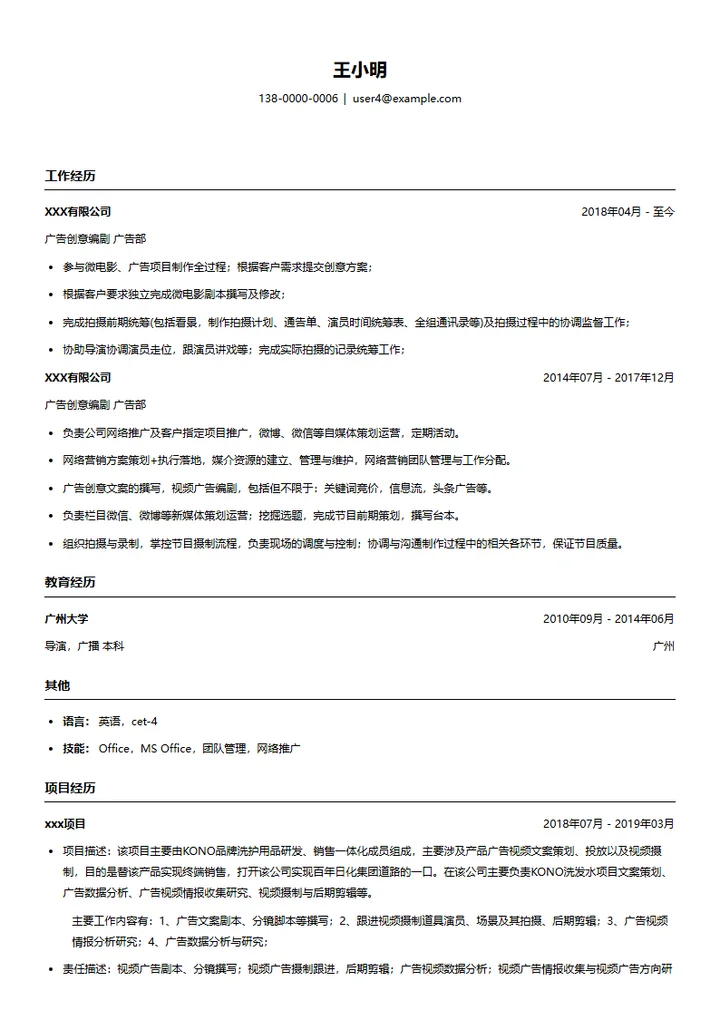 王小明
138-0000-0006 | user4@example.com
工作经历
XXX有限公司 2018年04月 - 至今
广告创意编剧 广告部
• 参与微电影、广告项目制作全过程；根据客户需求提交创意方案；
• 根据客户要求独立完成微电影剧本撰写及修改；
• 完成拍摄前期统筹(包括看景，制作拍摄计划、通告单、演员时间统筹表、全组通讯录等)及拍摄过程中的协调监督工作；
• 协助导演协调演员走位，跟演员讲戏等；完成实际拍摄的记录统筹工作；
XXX有限公司 2014年07月 - 2017年12月
广告创意编剧 广告部
• 负责公司网络推广及客户指定项目推广，微博、微信等自媒体策划运营，定期活动。
• 网络营销方案策划+执行落地，媒介资源的建立、管理与维护，网络营销团队管理与工作分配。
• 广告创意文案的撰写，视频广告编剧，包括但不限于：关键词竞价，信息流，头条广告等。
• 负责栏目微信、微博等新媒体策划运营；挖掘选题，完成节目前期策划，撰写台本。
• 组织拍摄与录制，掌控节目摄制流程，负责现场的调度与控制；协调与沟通制作过程中的相关各环节，保证节目质量。
教育经历
广州大学 2010年09月 - 2014年06月
导演，广播 本科 广州
其他
• 语言： 英语，cet-4
• 技能： Office，MS Office，团队管理，网络推广
项目经历
xxx项目 2018年07月 - 2019年03月
• 项目描述：该项目主要由KONO品牌洗护用品研发、销售一体化成员组成，主要涉及产品广告视频文案策划、投放以及视频摄
制，目的是替该产品实现终端销售，打开该公司实现百年日化集团道路的一口。在该公司主要负责KONO洗发水项目文案策划、
广告数据分析、广告视频情报收集研究、视频摄制与后期剪辑等。
主要工作内容有：1、广告文案剧本、分镜脚本等撰写；2、跟进视频摄制道具演员、场景及其拍摄、后期剪辑；3、广告视频
情报分析研究；4、广告数据分析与研究；
• 责任描述：视频广告剧本、分镜撰写；视频广告摄制跟进，后期剪辑；广告视频数据分析；视频广告情报收集与视频广告方向研